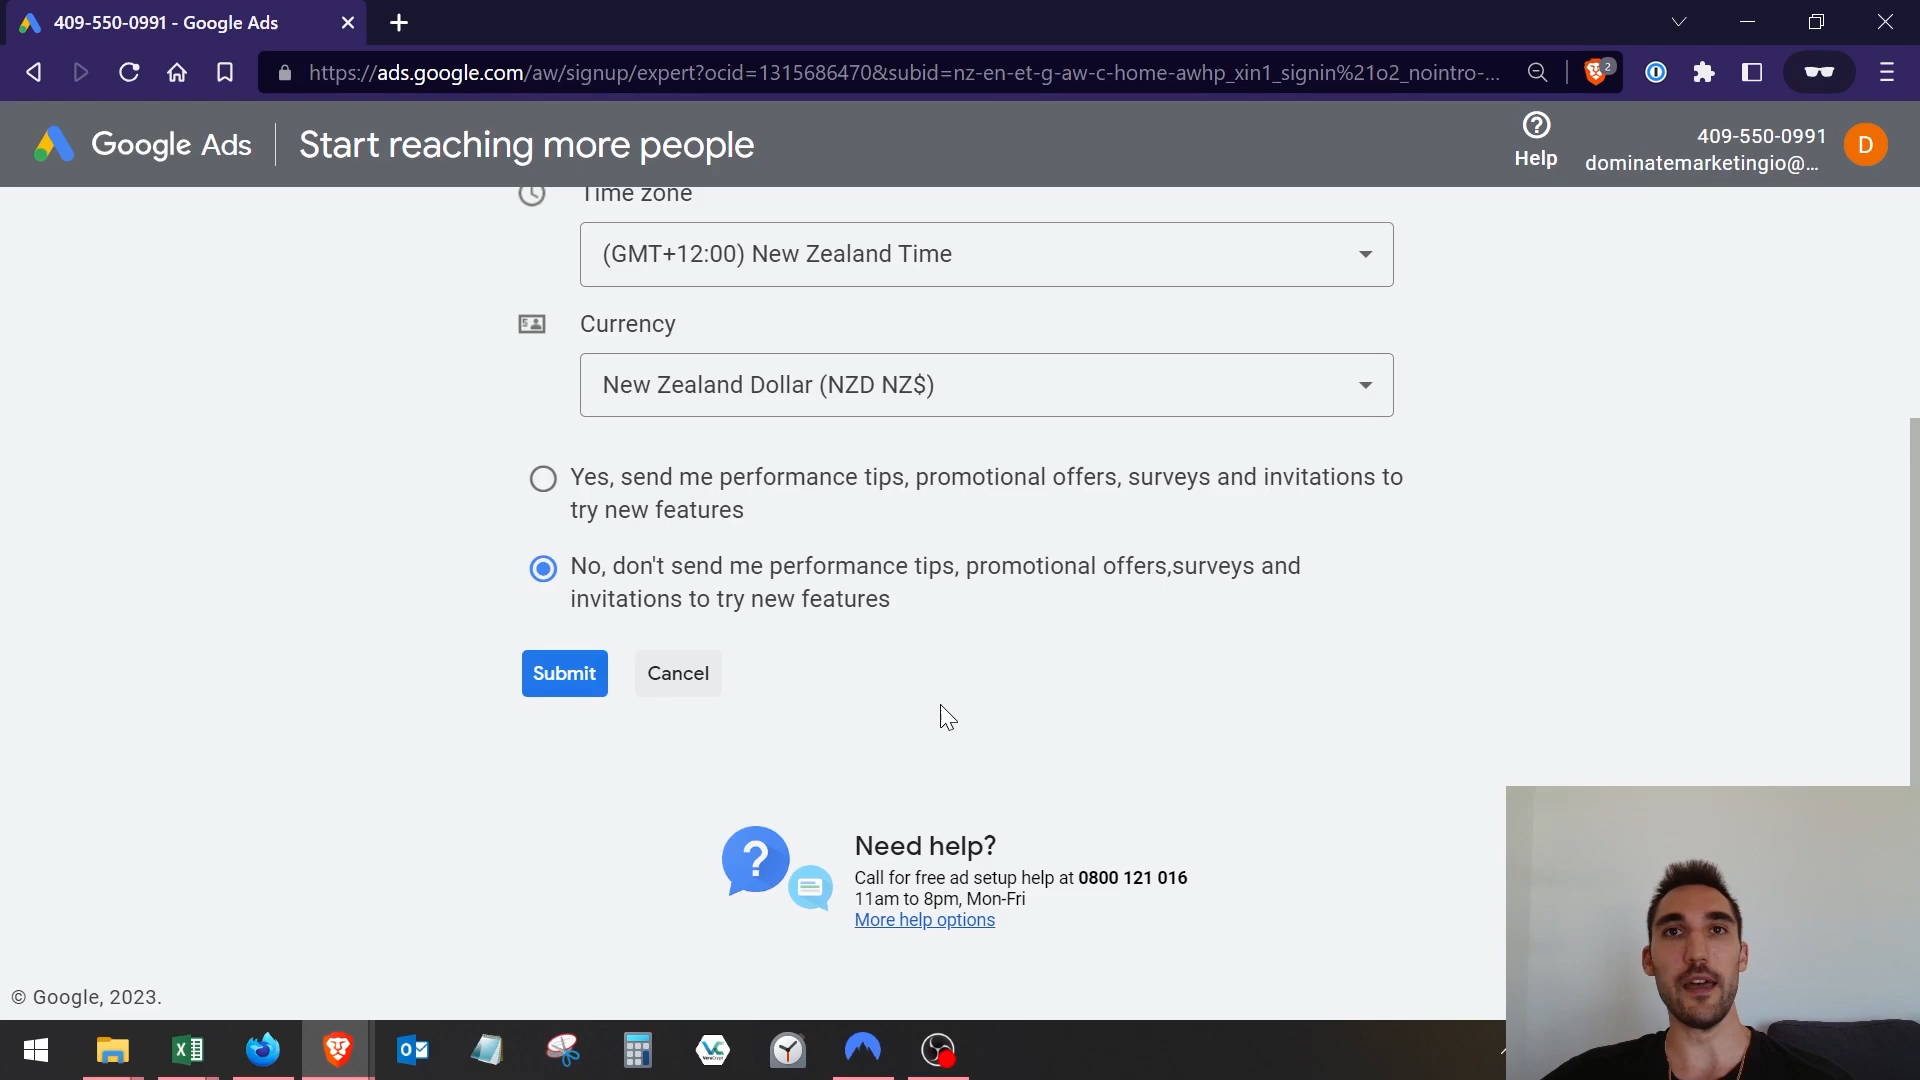 409-550-0991 - Google Ads
https://ads.google.com/aw/signup/expert?ocid=1315686470&subid=nz-en-et-g-aw-c-home-awhp_xin1_signin%21o2_nointro-...
2
Google Ads
Start reaching more people
Help
409-550-0991
dominatemarketingio@...
D
Time zone
(GMT+12:00) New Zealand Time
Currency
New Zealand Dollar (NZD NZ$)
Yes, send me performance tips, promotional offers, surveys and invitations to
try new features
No, don't send me performance tips, promotional offers,surveys and
invitations to try new features
Submit
Cancel
Need help?
Call for free ad setup help at 0800 121 016
11am to 8pm, Mon-Fri
More help options
© Google, 2023.